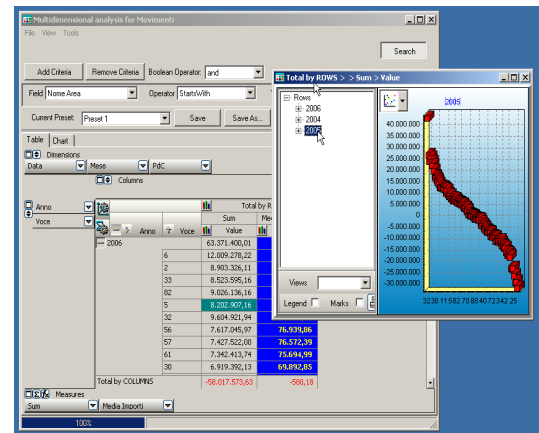 Multidimensional analysis for Movimenti
File View Tools
Search
Add Criteria Remove Criteria Boolean Operator: and
Field Nome Area Operator StartsWith
Current Preset: Preset 1 Save Save As...
Table Chart
Dimensions
Data Mese PdC
Columns
Anno
Voce
Total by R
Sum Me
Anno Voce Value
2006 63.371.400,01
6 12.009.278,22
2 8.903.326,11
33 8.523.595,16
82 9.026.136,16
5 8.202.907,16
32 9.604.921,94
56 7.617.045,97 76.939,86
57 7.427.522,00 76.572,39
61 7.342.413,74 75.694,99
30 6.919.392,13 69.892,85
Total by COLUMNS -58.017.573,63 -580,18
Measures
Sum Media Importi
100%
Total by ROWS > > Sum > Value
Rows
2006
2004
2005
Views
Legend Marks
2005
40.000.000
35.000.000
30.000.000
25.000.000
20.000.000
15.000.000
10.000.000
5.000.000
0
-5.000.000
-10.000.000
-15.000.000
-20.000.000
-25.000.000
-30.000.000
3230 11 582 70 88 40 72342 25